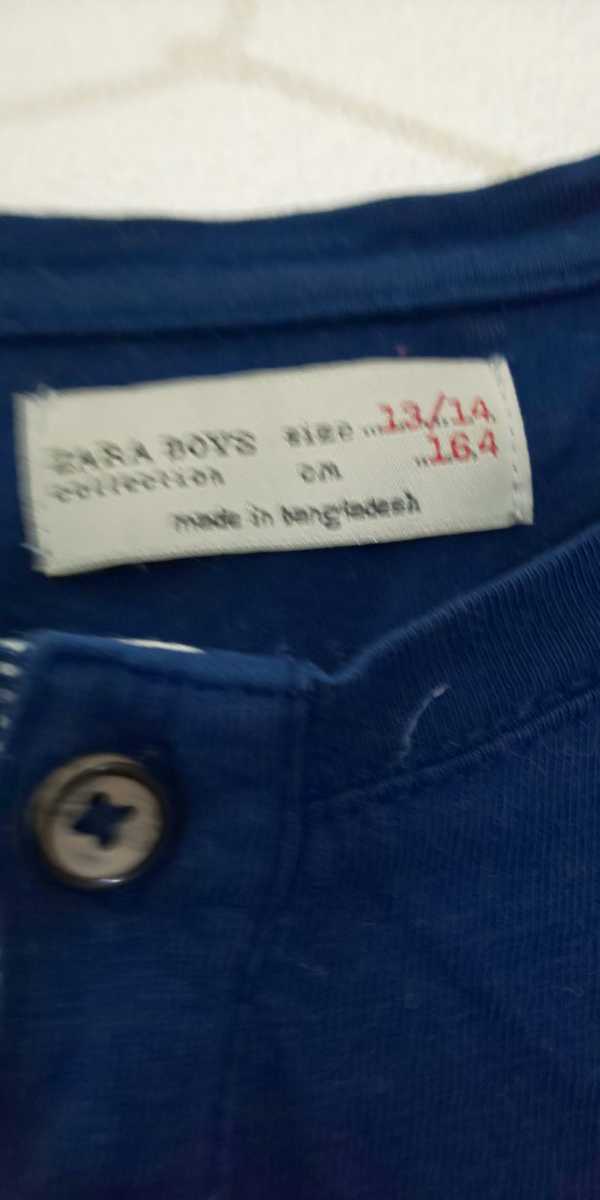 ZARA BOYS size ...13/14
collection cm ...164
made in bangladesh